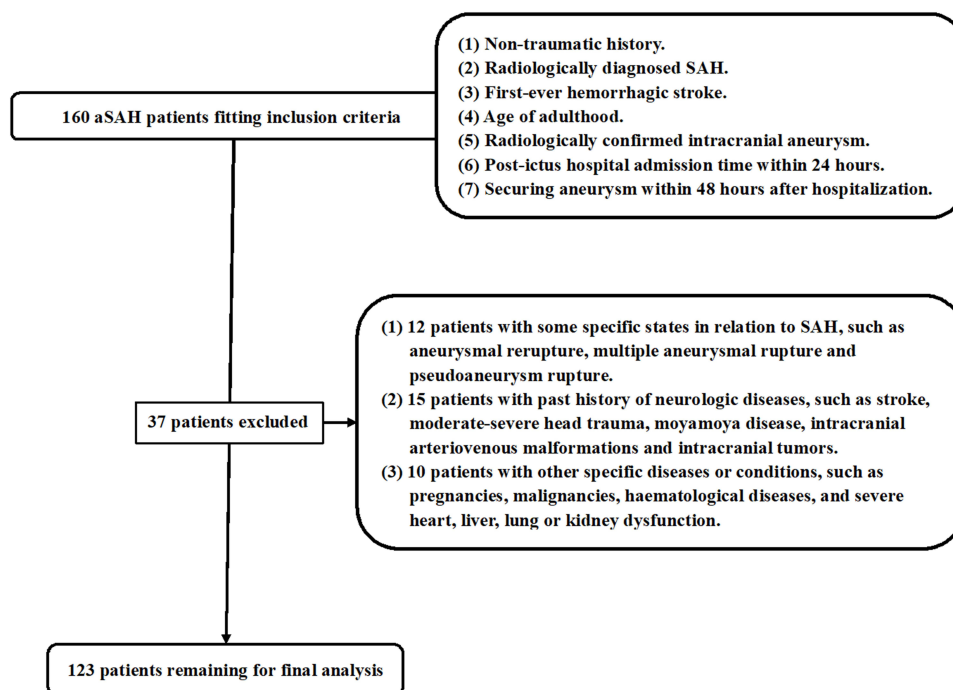 160 aSAH patients fitting inclusion criteria
(1) Non-traumatic history.
(2) Radiologically diagnosed SAH.
(3) First-ever hemorrhagic stroke.
(4) Age of adulthood.
(5) Radiologically confirmed intracranial aneurysm.
(6) Post-ictus hospital admission time within 24 hours.
(7) Securing aneurysm within 48 hours after hospitalization.
37 patients excluded
(1) 12 patients with some specific states in relation to SAH, such as
aneurysmal rerupture, multiple aneurysmal rupture and
pseudoaneurysm rupture.
(2) 15 patients with past history of neurologic diseases, such as stroke,
moderate-severe head trauma, moyamoya disease, intracranial
arteriovenous malformations and intracranial tumors.
(3) 10 patients with other specific diseases or conditions, such as
pregnancies, malignancies, haematological diseases, and severe
heart, liver, lung or kidney dysfunction.
123 patients remaining for final analysis